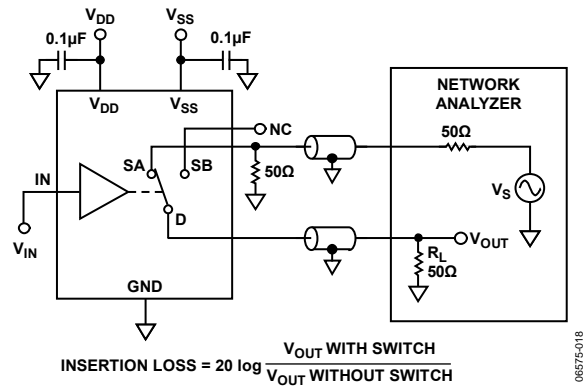 VDD
VSS
0.1µF
0.1µF
VDD
VSS
NETWORK
ANALYZER
NC
50Ω
SA
SB
50Ω
IN
VS
D
VOUT
VIN
RL
50Ω
GND
INSERTION LOSS = 20 log VOUT WITH SWITCH
VOUT WITHOUT SWITCH
06575-018